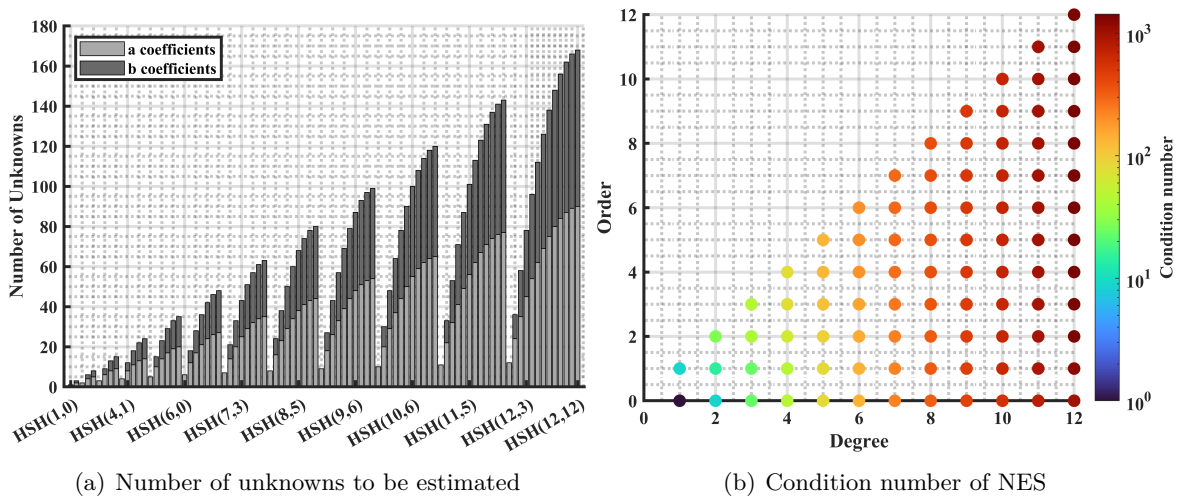 180
160
140
120
100
80
60
40
20
0
Number of Unknowns
a coefficients
b coefficients
HSH(1,0)
HSH(4,1)
HSH(6,0)
HSH(7,3)
HSH(8,5)
HSH(9,6)
HSH(10,6)
HSH(11,5)
HSH(12,3)
HSH(12,12)
(a) Number of unknowns to be estimated
12
10
8
6
4
2
0
Order
0 2 4 6 8 10 12
Degree
10³
10²
10¹
10⁰
Condition number
(b) Condition number of NES